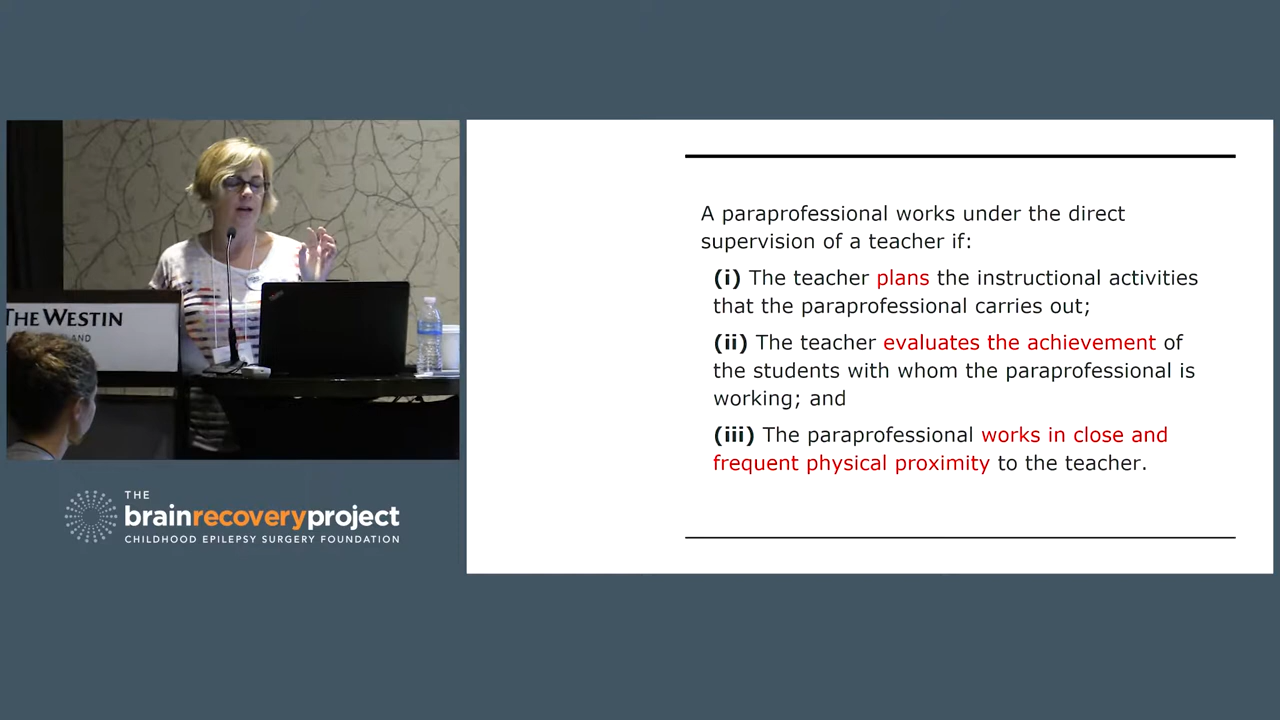 THE WESTIN
A paraprofessional works under the direct
supervision of a teacher if:
(i) The teacher plans the instructional activities
that the paraprofessional carries out;
(ii) The teacher evaluates the achievement of
the students with whom the paraprofessional is
working; and
(iii) The paraprofessional works in close and
frequent physical proximity to the teacher.
THE
brainrecoveryproject
CHILDHOOD EPILEPSY SURGERY FOUNDATION